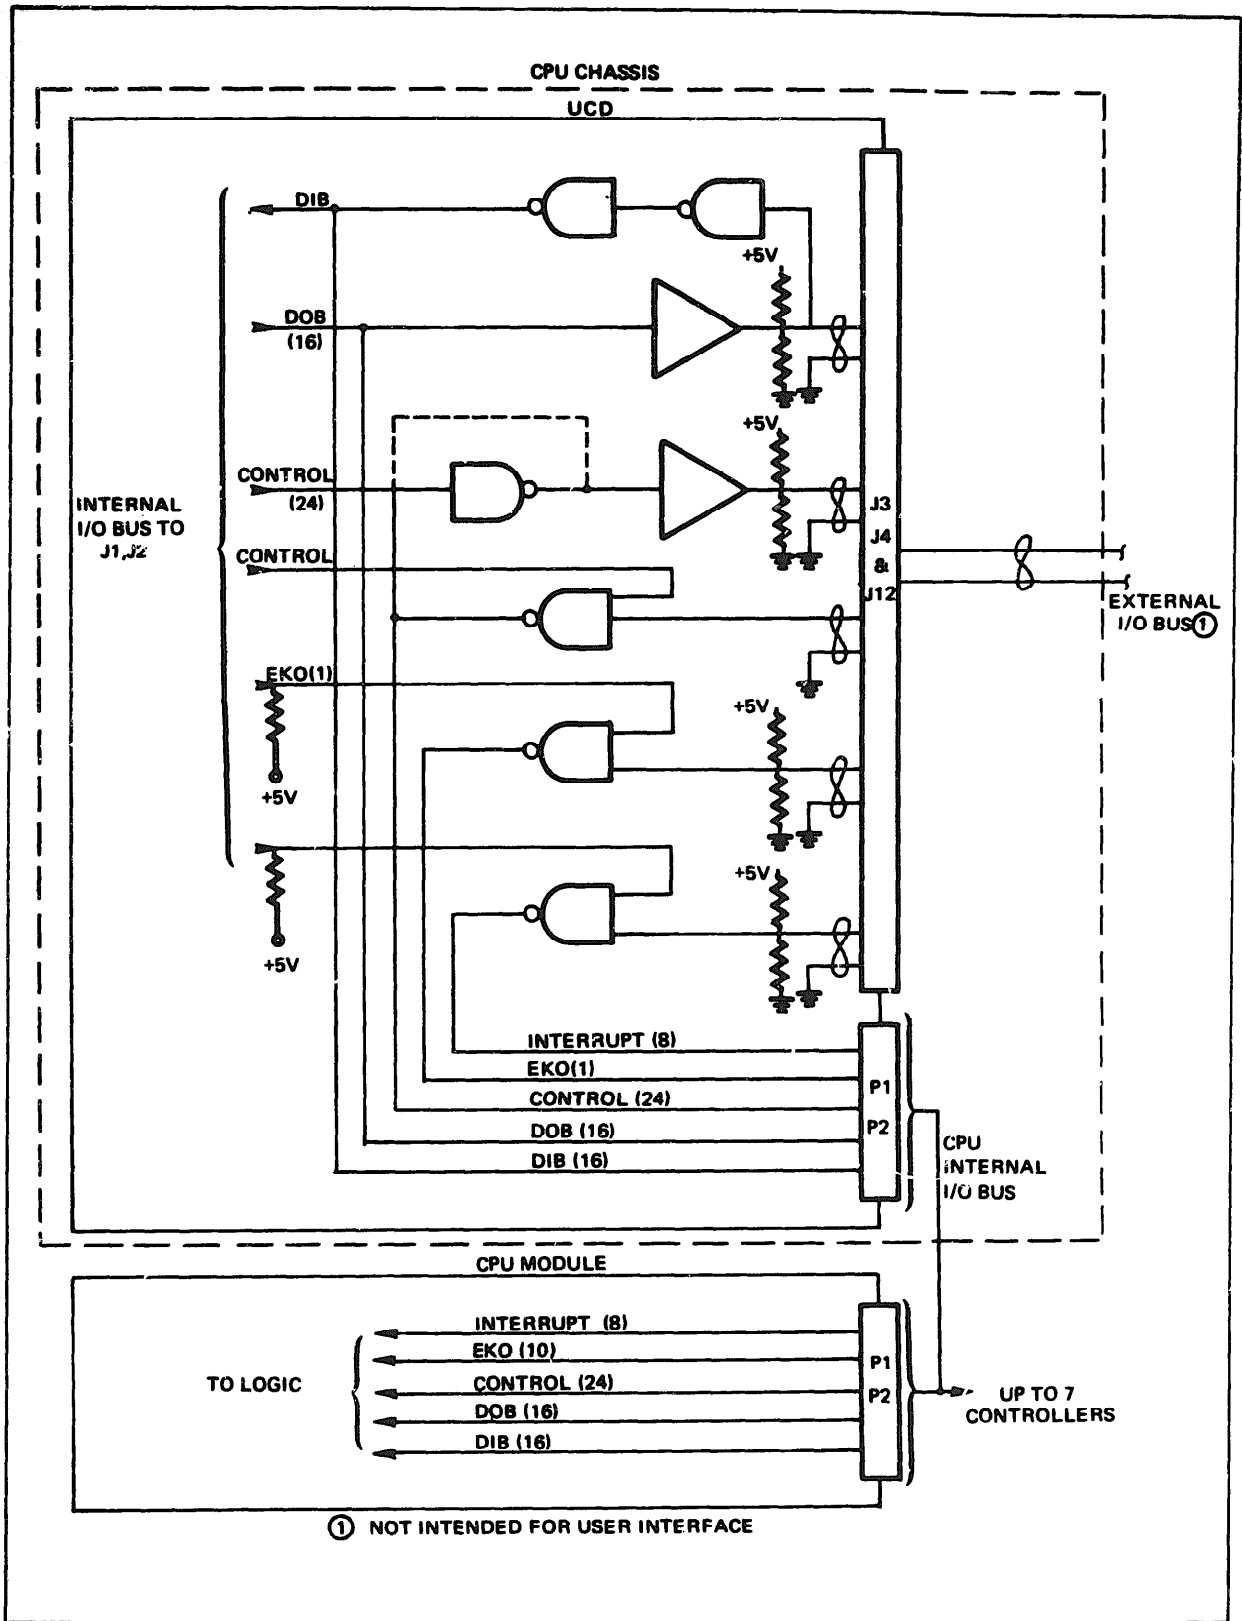 CPU CHASSIS
UCD
DIB
+5V
DOB
(16)
+5V
CONTROL
(24)
INTERNAL
I/O BUS TO
J1,J2
J3
J4
&
J12
CONTROL
EXTERNAL
I/O BUS①
EKO(1)
+5V
+5V
+5V
+5V
INTERRUPT (8)
EKO(1)
CONTROL (24)
DOB (16)
DIB (16)
P1
P2
CPU
INTERNAL
I/O BUS
CPU MODULE
INTERRUPT (8)
EKO (10)
CONTROL (24)
DOB (16)
DIB (16)
TO LOGIC
P1
P2
UP TO 7
CONTROLLERS
① NOT INTENDED FOR USER INTERFACE